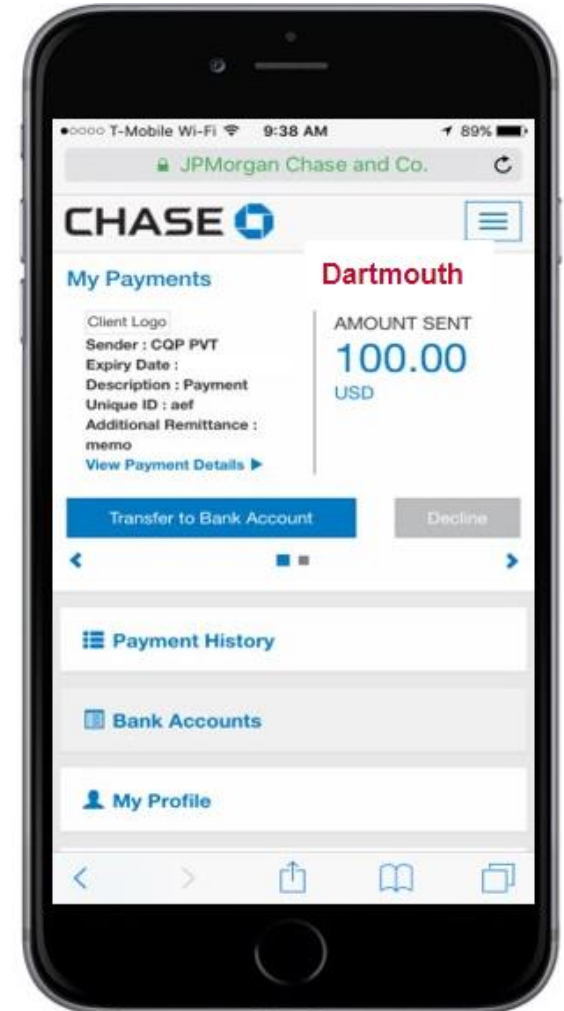 T-Mobile Wi-Fi 9:38 AM 89%
JPMorgan Chase and Co.
CHASE
My Payments
Dartmouth
Client Logo
Sender : CQP PVT
Expiry Date :
Description : Payment
Unique ID : aef
Additional Remittance :
memo
View Payment Details
AMOUNT SENT
100.00
USD
Transfer to Bank Account
Decline
Payment History
Bank Accounts
My Profile